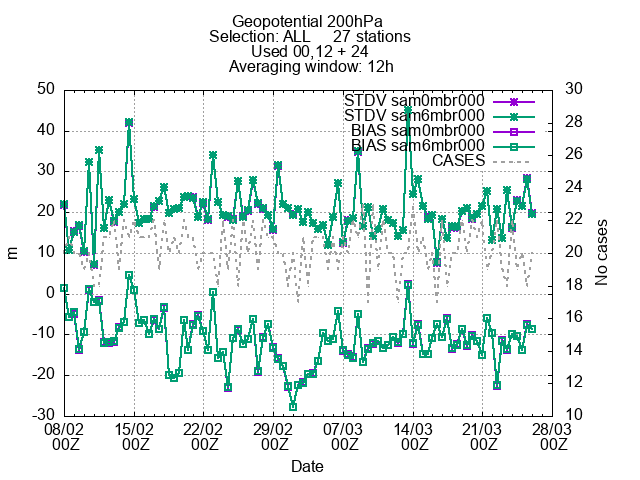 Geopotential 200hPa
Selection: ALL 27 stations
Used 00,12 + 24
Averaging window: 12h
STDV sam0mbr000
STDV sam6mbr000
BIAS sam0mbr000
BIAS sam6mbr000
CASES
50
40
30
20
10
0
-10
-20
-30
m
30
28
26
24
22
20
18
16
14
12
10
No cases
08/02 15/02 22/02 29/02 07/03 14/03 21/03 28/03
00Z 00Z 00Z 00Z 00Z 00Z 00Z 00Z
Date